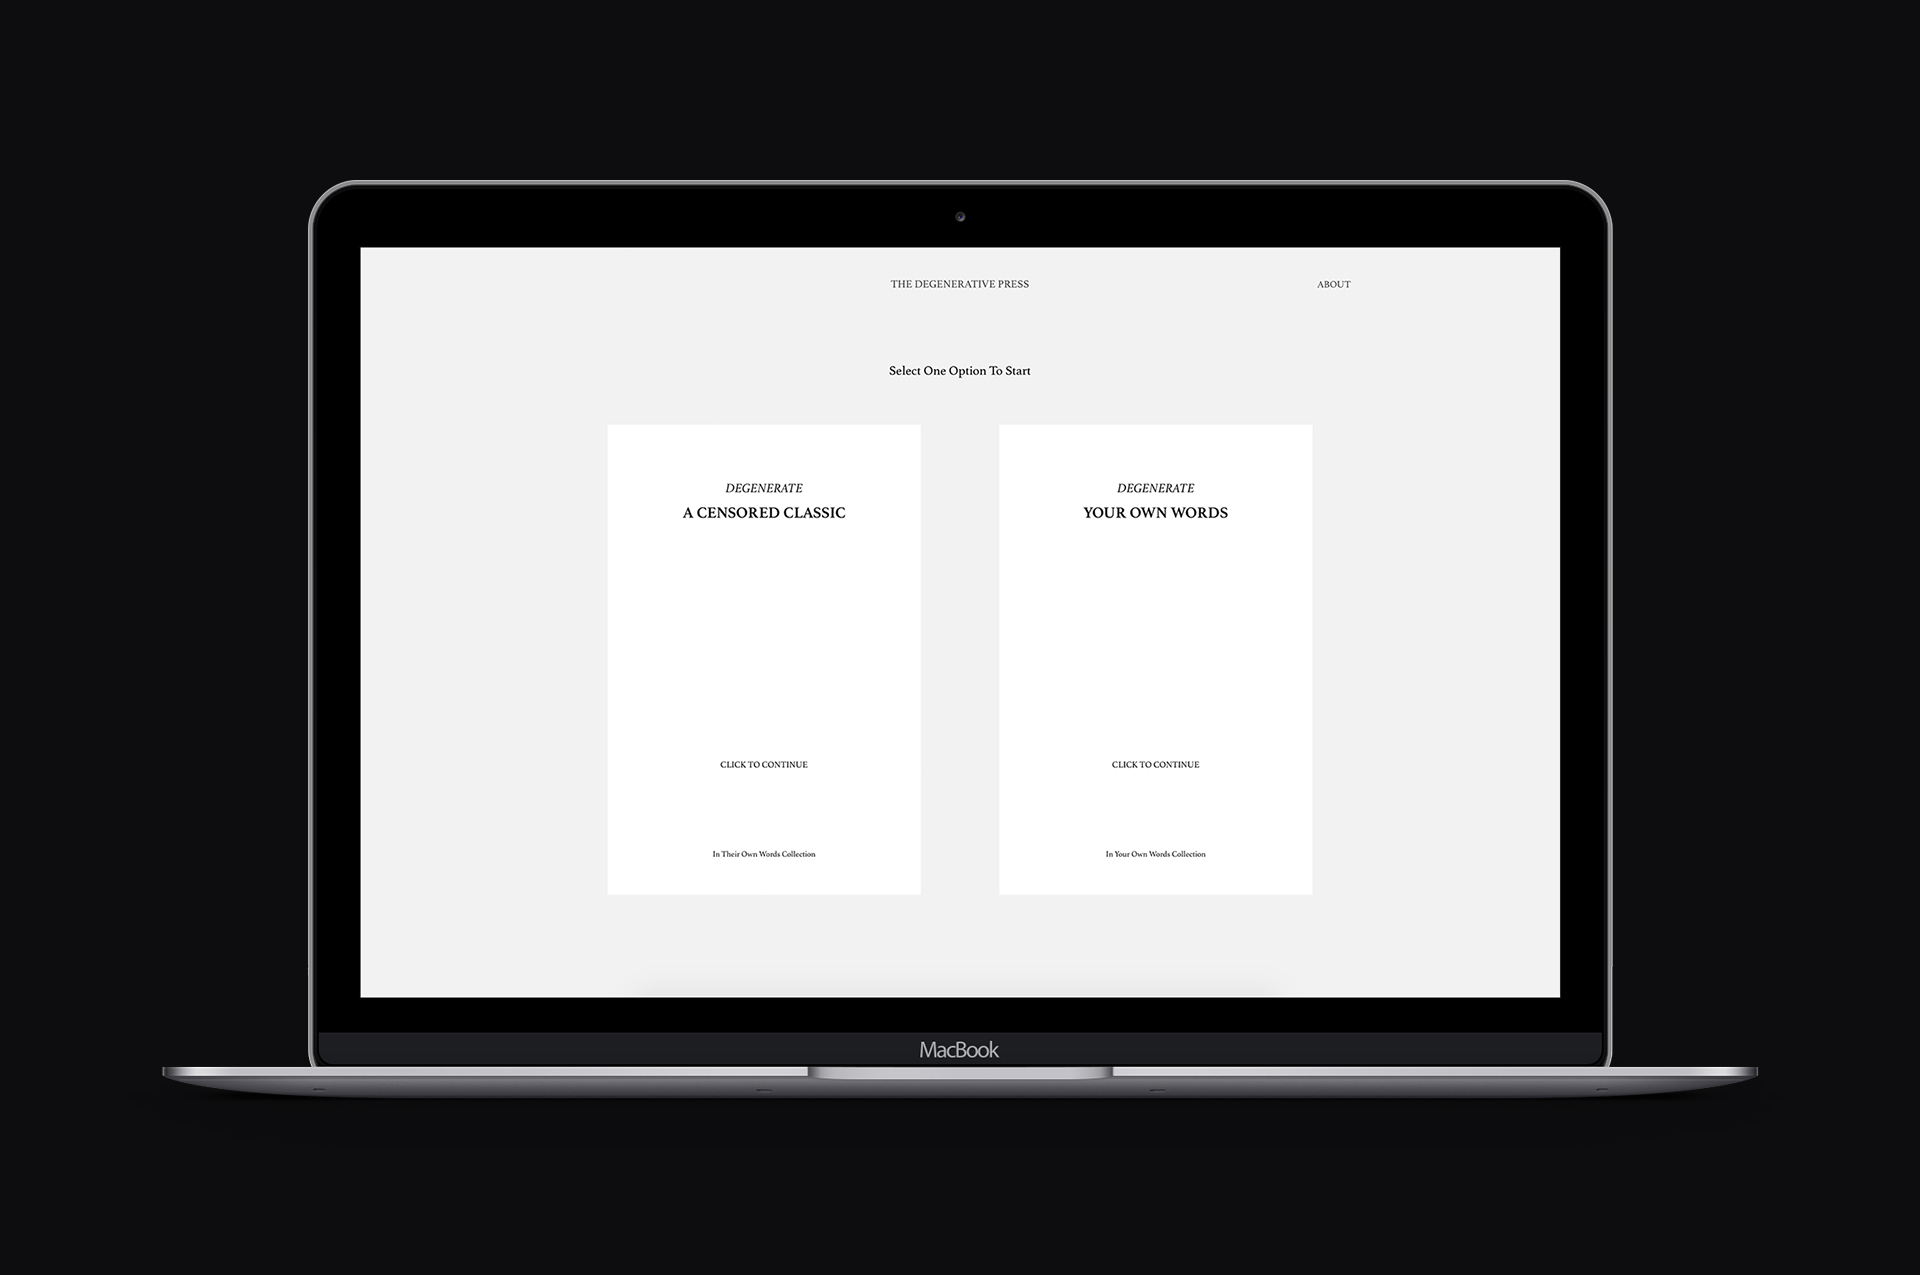 THE DEGENERATIVE PRESS
ABOUT
Select One Option To Start
DEGENERATE
A CENSORED CLASSIC
CLICK TO CONTINUE
In Their Own Words Collection
DEGENERATE
YOUR OWN WORDS
CLICK TO CONTINUE
In Your Own Words Collection
MacBook